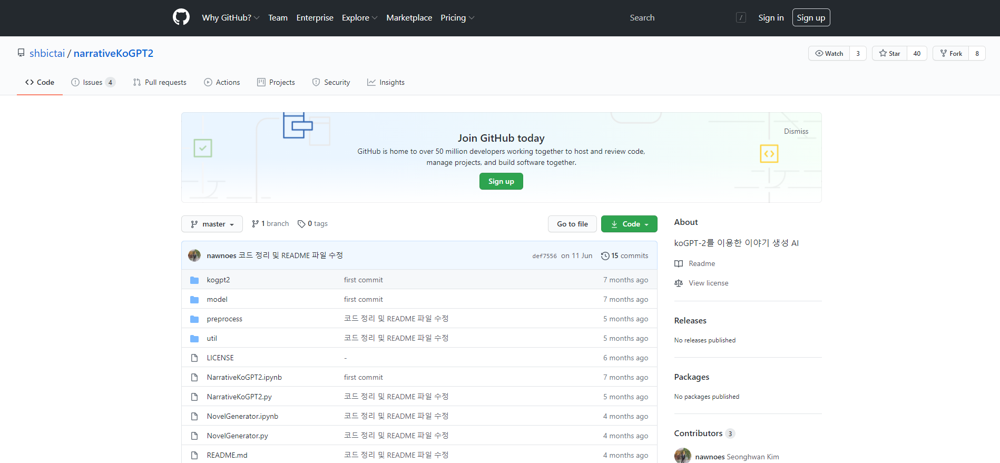 Why GitHub? Team Enterprise Explore Marketplace Pricing Search / Sign in Sign up
shbictai / narrativeKoGPT2 Watch 3 Star 40 Fork 8
Code Issues 4 Pull requests Actions Projects Security Insights
Dismiss
Join GitHub today
GitHub is home to over 50 million developers working together to host and review code,
manage projects, and build software together.
Sign up
master 1 branch 0 tags Go to file Code
nawnoes 코드 정리 및 README 파일 수정 def7556 on 11 Jun 15 commits
kogpt2 first commit 7 months ago
model first commit 7 months ago
preprocess 코드 정리 및 README 파일 수정 5 months ago
util 코드 정리 및 README 파일 수정 5 months ago
LICENSE - 6 months ago
NarrativeKoGPT2.ipynb first commit 7 months ago
NarrativeKoGPT2.py 코드 정리 및 README 파일 수정 5 months ago
NovelGenerator.ipynb 코드 정리 및 README 파일 수정 4 months ago
NovelGenerator.py 코드 정리 및 README 파일 수정 4 months ago
README.md 코드 정리 및 README 파일 수정 4 months ago
About
koGPT-2를 이용한 이야기 생성 AI
Readme
View license
Releases
No releases published
Packages
No packages published
Contributors 3
nawnoes Seonghwan Kim